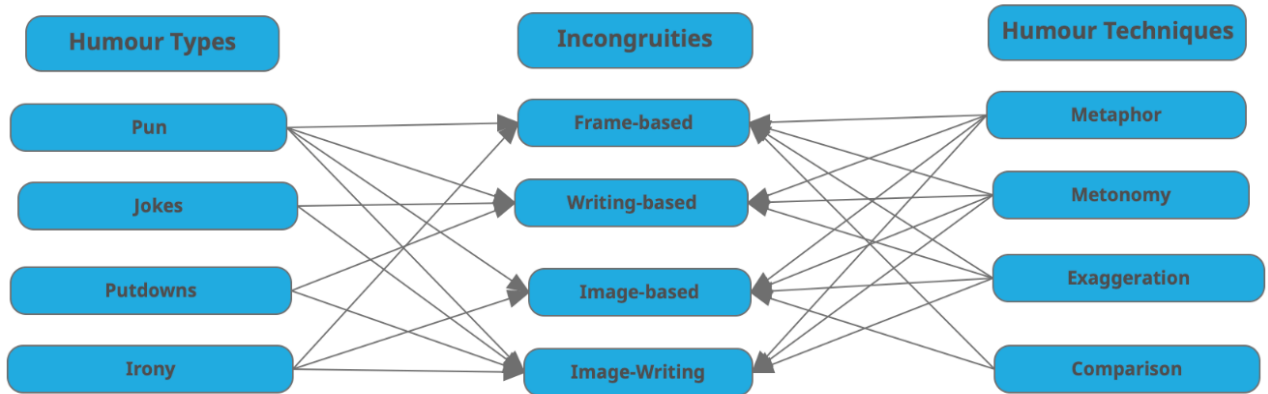 Humour Types
Incongruities
Humour Techniques
Pun
Frame-based
Metaphor
Jokes
Writing-based
Metonomy
Putdowns
Image-based
Exaggeration
Irony
Image-Writing
Comparison